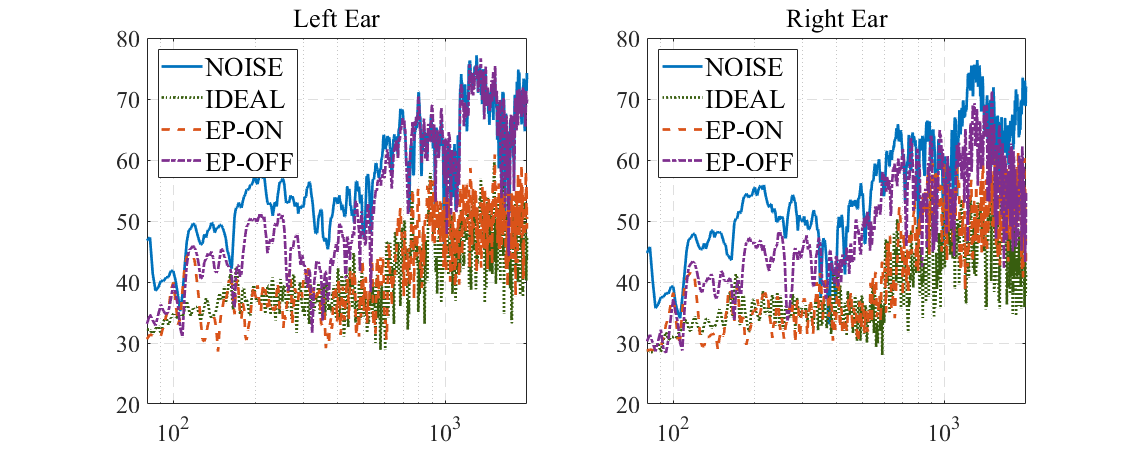 Left Ear
80
70
60
50
40
30
20
10²
10³
NOISE
IDEAL
EP-ON
EP-OFF
Right Ear
80
70
60
50
40
30
20
10²
10³
NOISE
IDEAL
EP-ON
EP-OFF